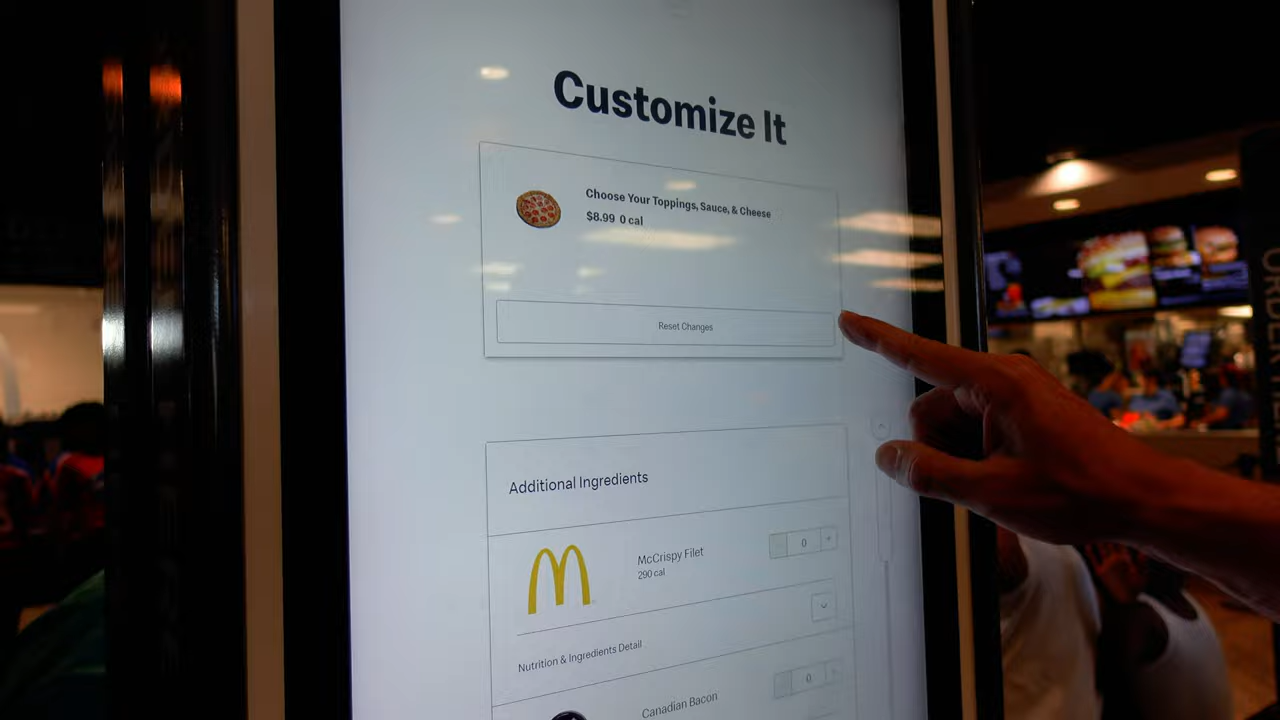 Customize It
Choose Your Toppings, Sauce, & Cheese
$8.99 0 cal
Reset Changes
Additional Ingredients
McCrispy Filet
290 cal
- 0 +
Nutrition & Ingredients Detail
Canadian Bacon
0